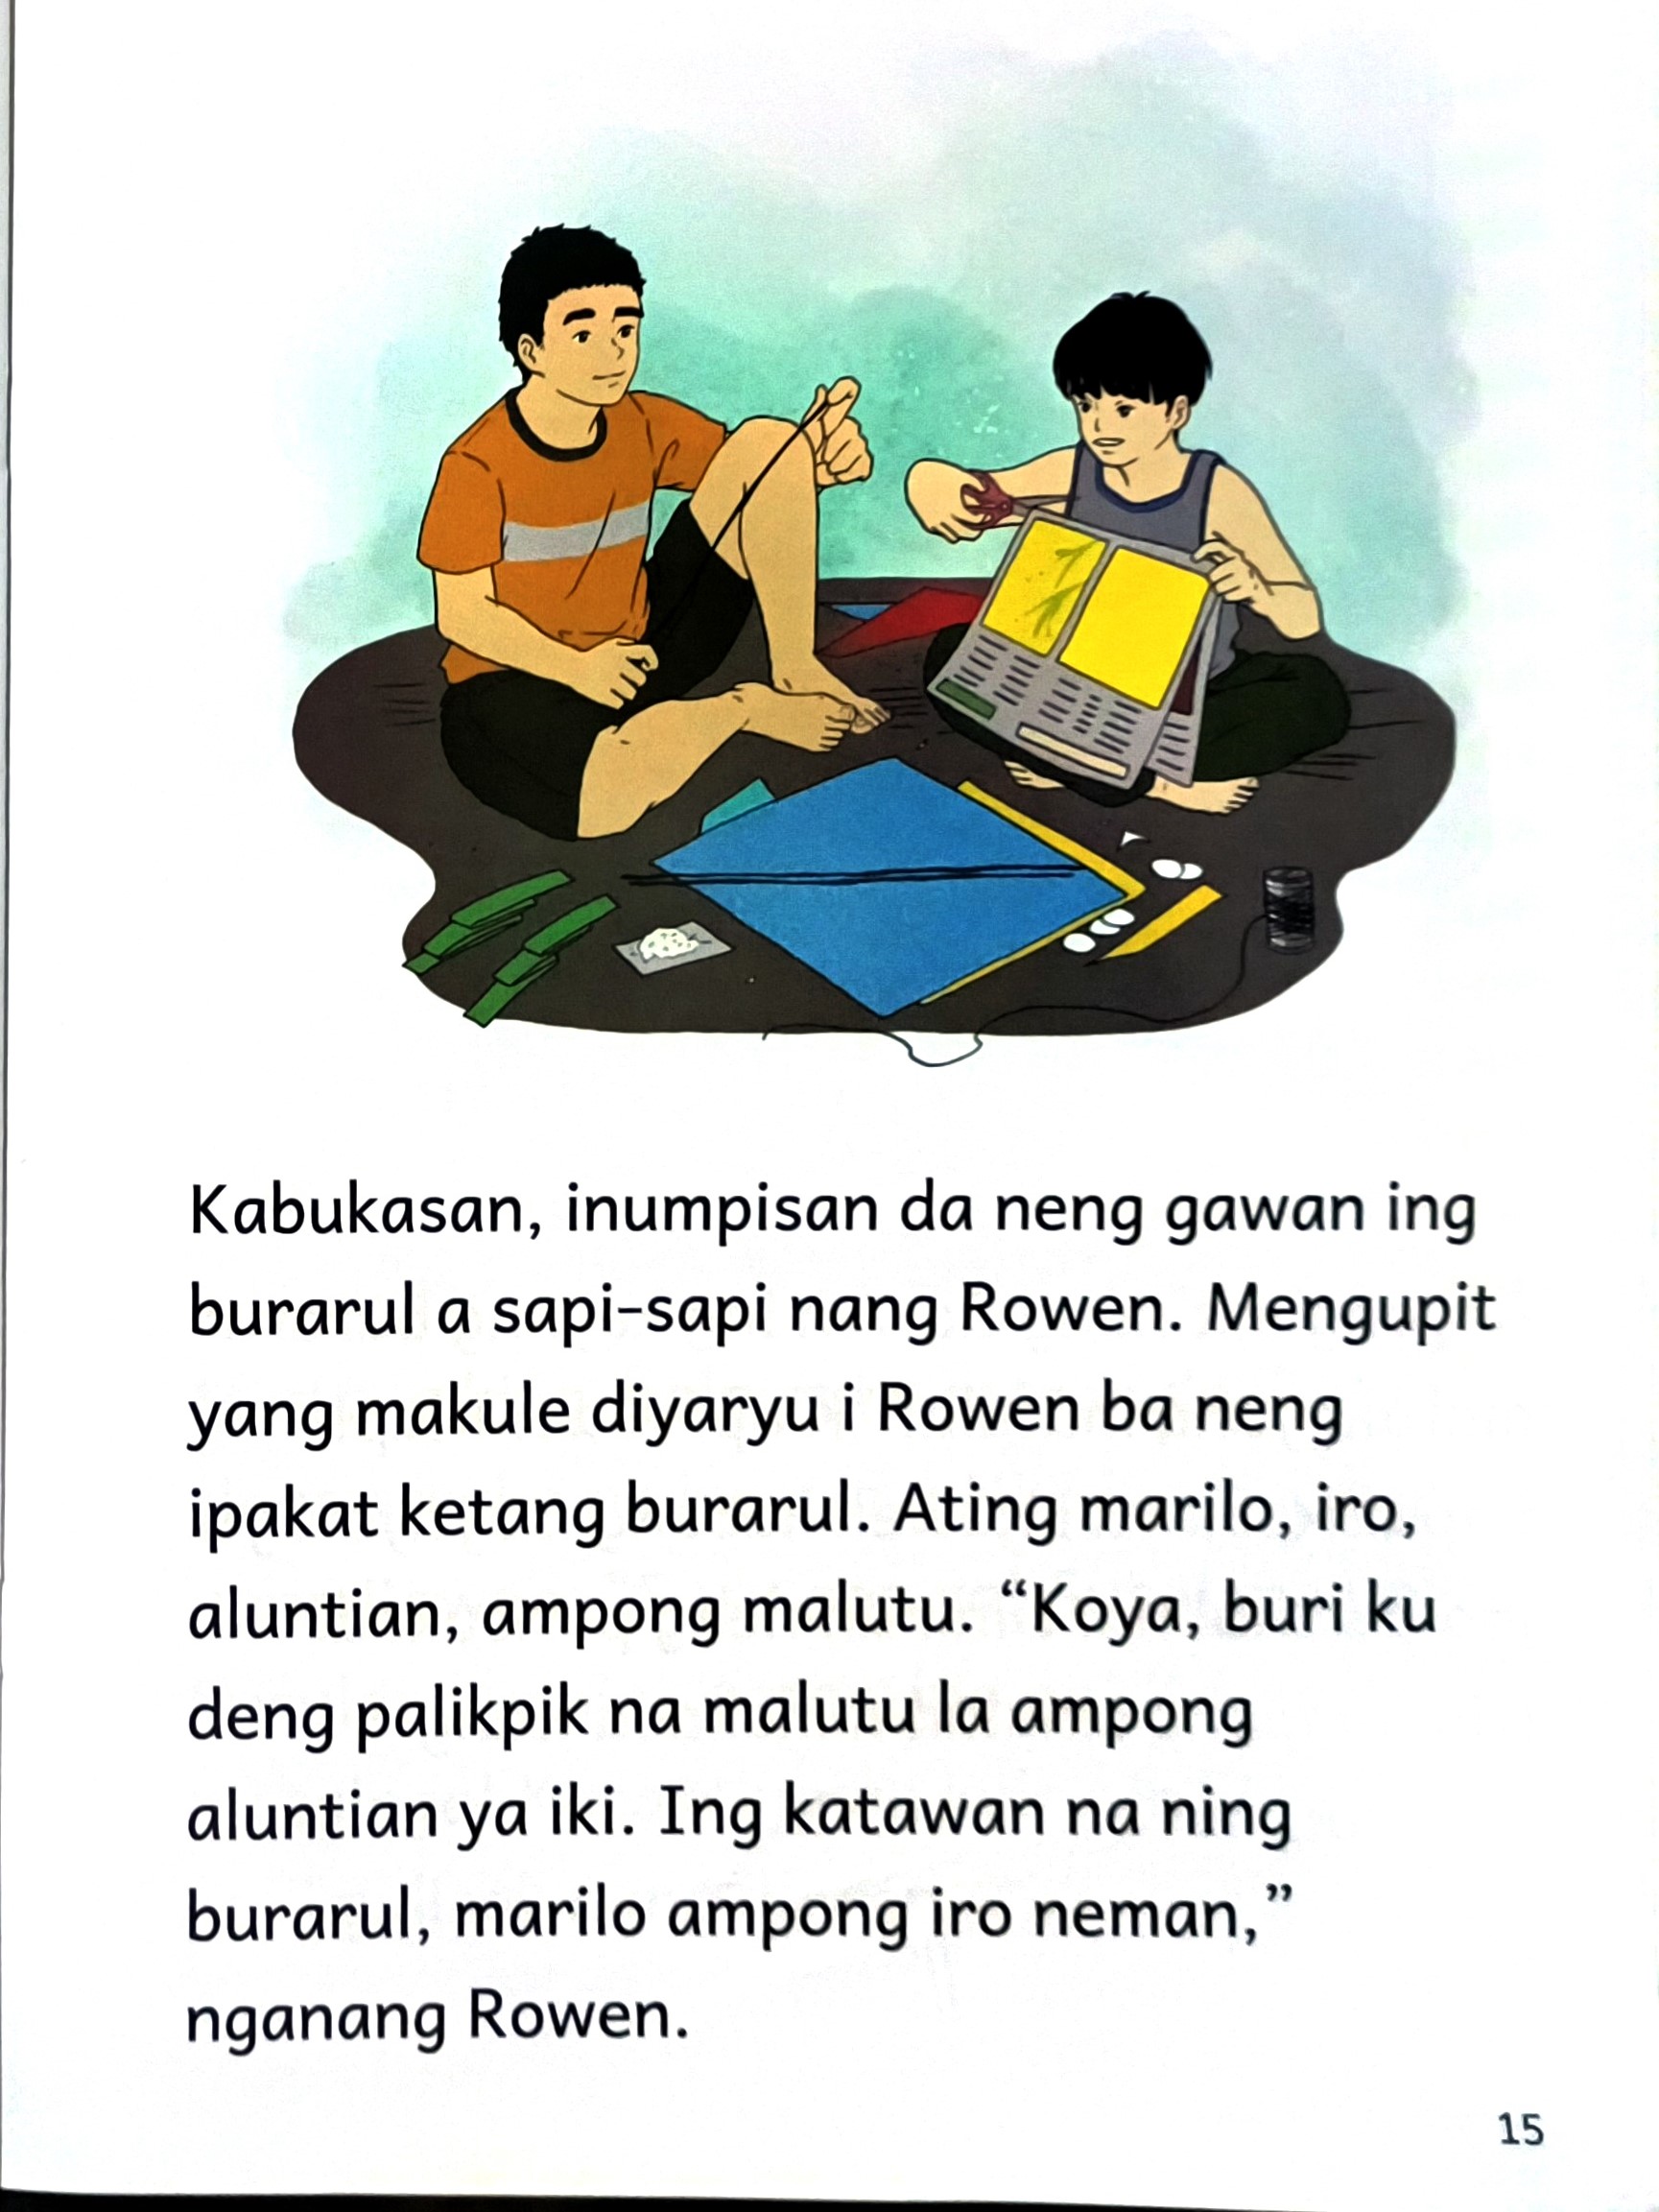 Kabukasan, inumpisan da neng gawan ing
burarul a sapi-sapi nang Rowen. Mengupit
yang makule diyaryu i Rowen ba neng
ipakat ketang burarul. Ating marilo, iro,
aluntian, ampong malutu. “Koya, buri ku
deng palikpik na malutu la ampong
aluntian ya iki. Ing katawan na ning
burarul, marilo ampong iro neman,”
nganang Rowen.
15